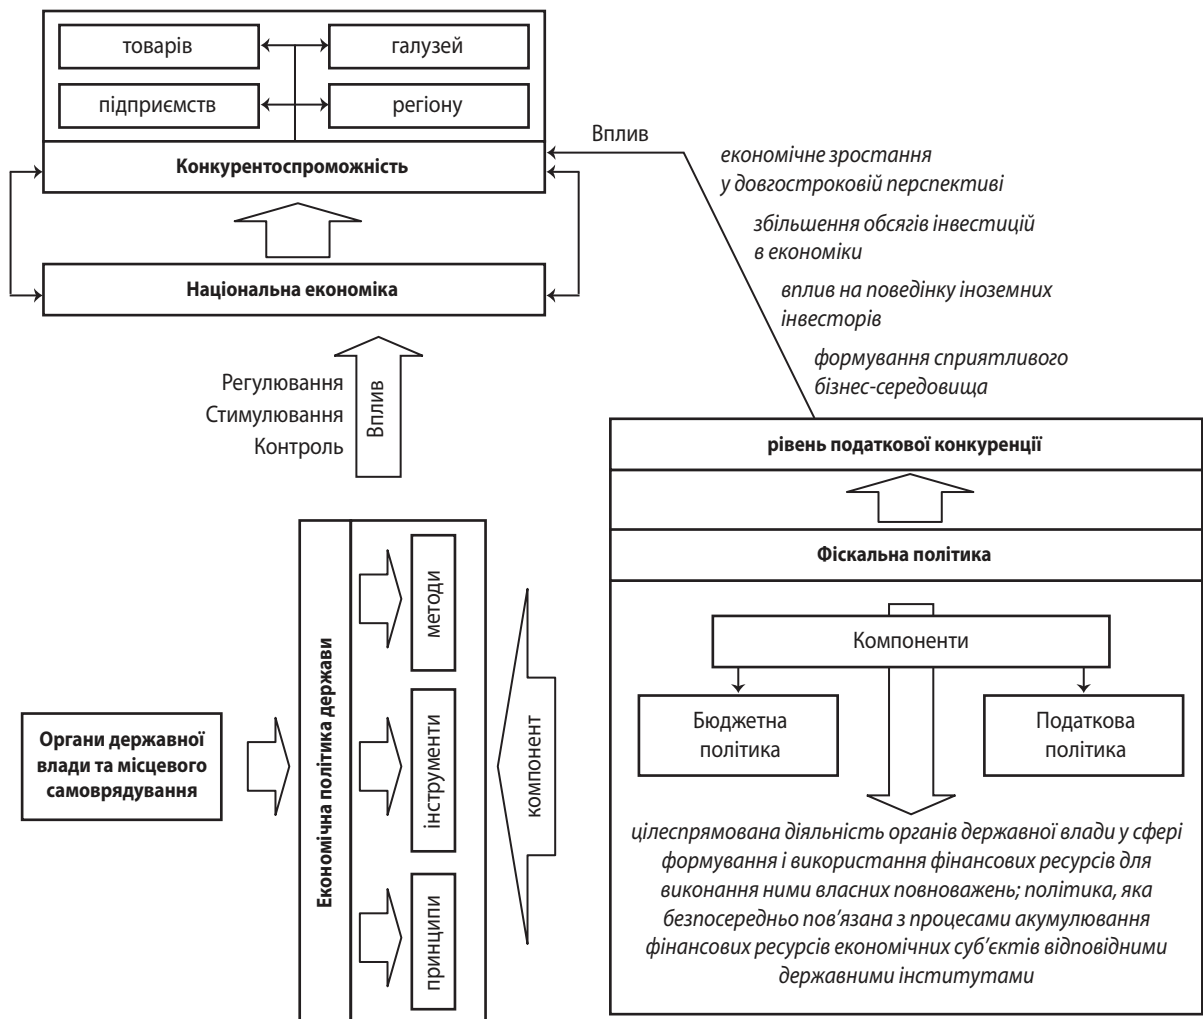 товарів
галузей
підприємств
регіону
Конкурентоспроможність
Національна економіка
Вплив
економічне зростання
у довгостроковій перспективі
збільшення обсягів інвестицій
в економіки
вплив на поведінку іноземних
інвесторів
формування сприятливого
бізнес-середовища
Регулювання
Стимулювання
Контроль
Вплив
рівень податкової конкуренції
Фіскальна політика
Компоненти
Бюджетна
політика
Податкова
політика
цілеспрямована діяльність органів державної влади у сфері
формування і використання фінансових ресурсів для
виконання ними власних повноважень; політика, яка
безпосередньо пов’язана з процесами акумулювання
фінансових ресурсів економічних суб’єктів відповідними
державними інститутами
Органи державної
влади та місцевого
самоврядування
Економічна політика держави
методи
інструменти
принципи
компонент